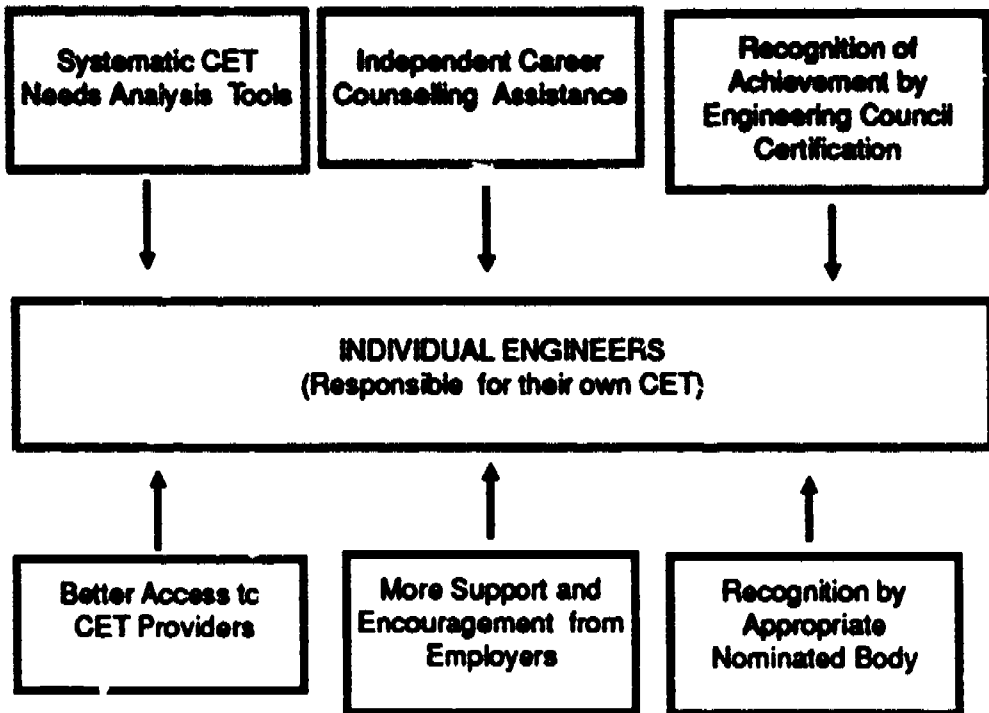 Systematic CET
Needs Analysis Tools
Independent Career
Counselling Assistance
Recognition of
Achievement by
Engineering Council
Certification
INDIVIDUAL ENGINEERS
(Responsible for their own CET)
Better Access to
CET Providers
More Support and
Encouragement from
Employers
Recognition by
Appropriate
Nominated Body